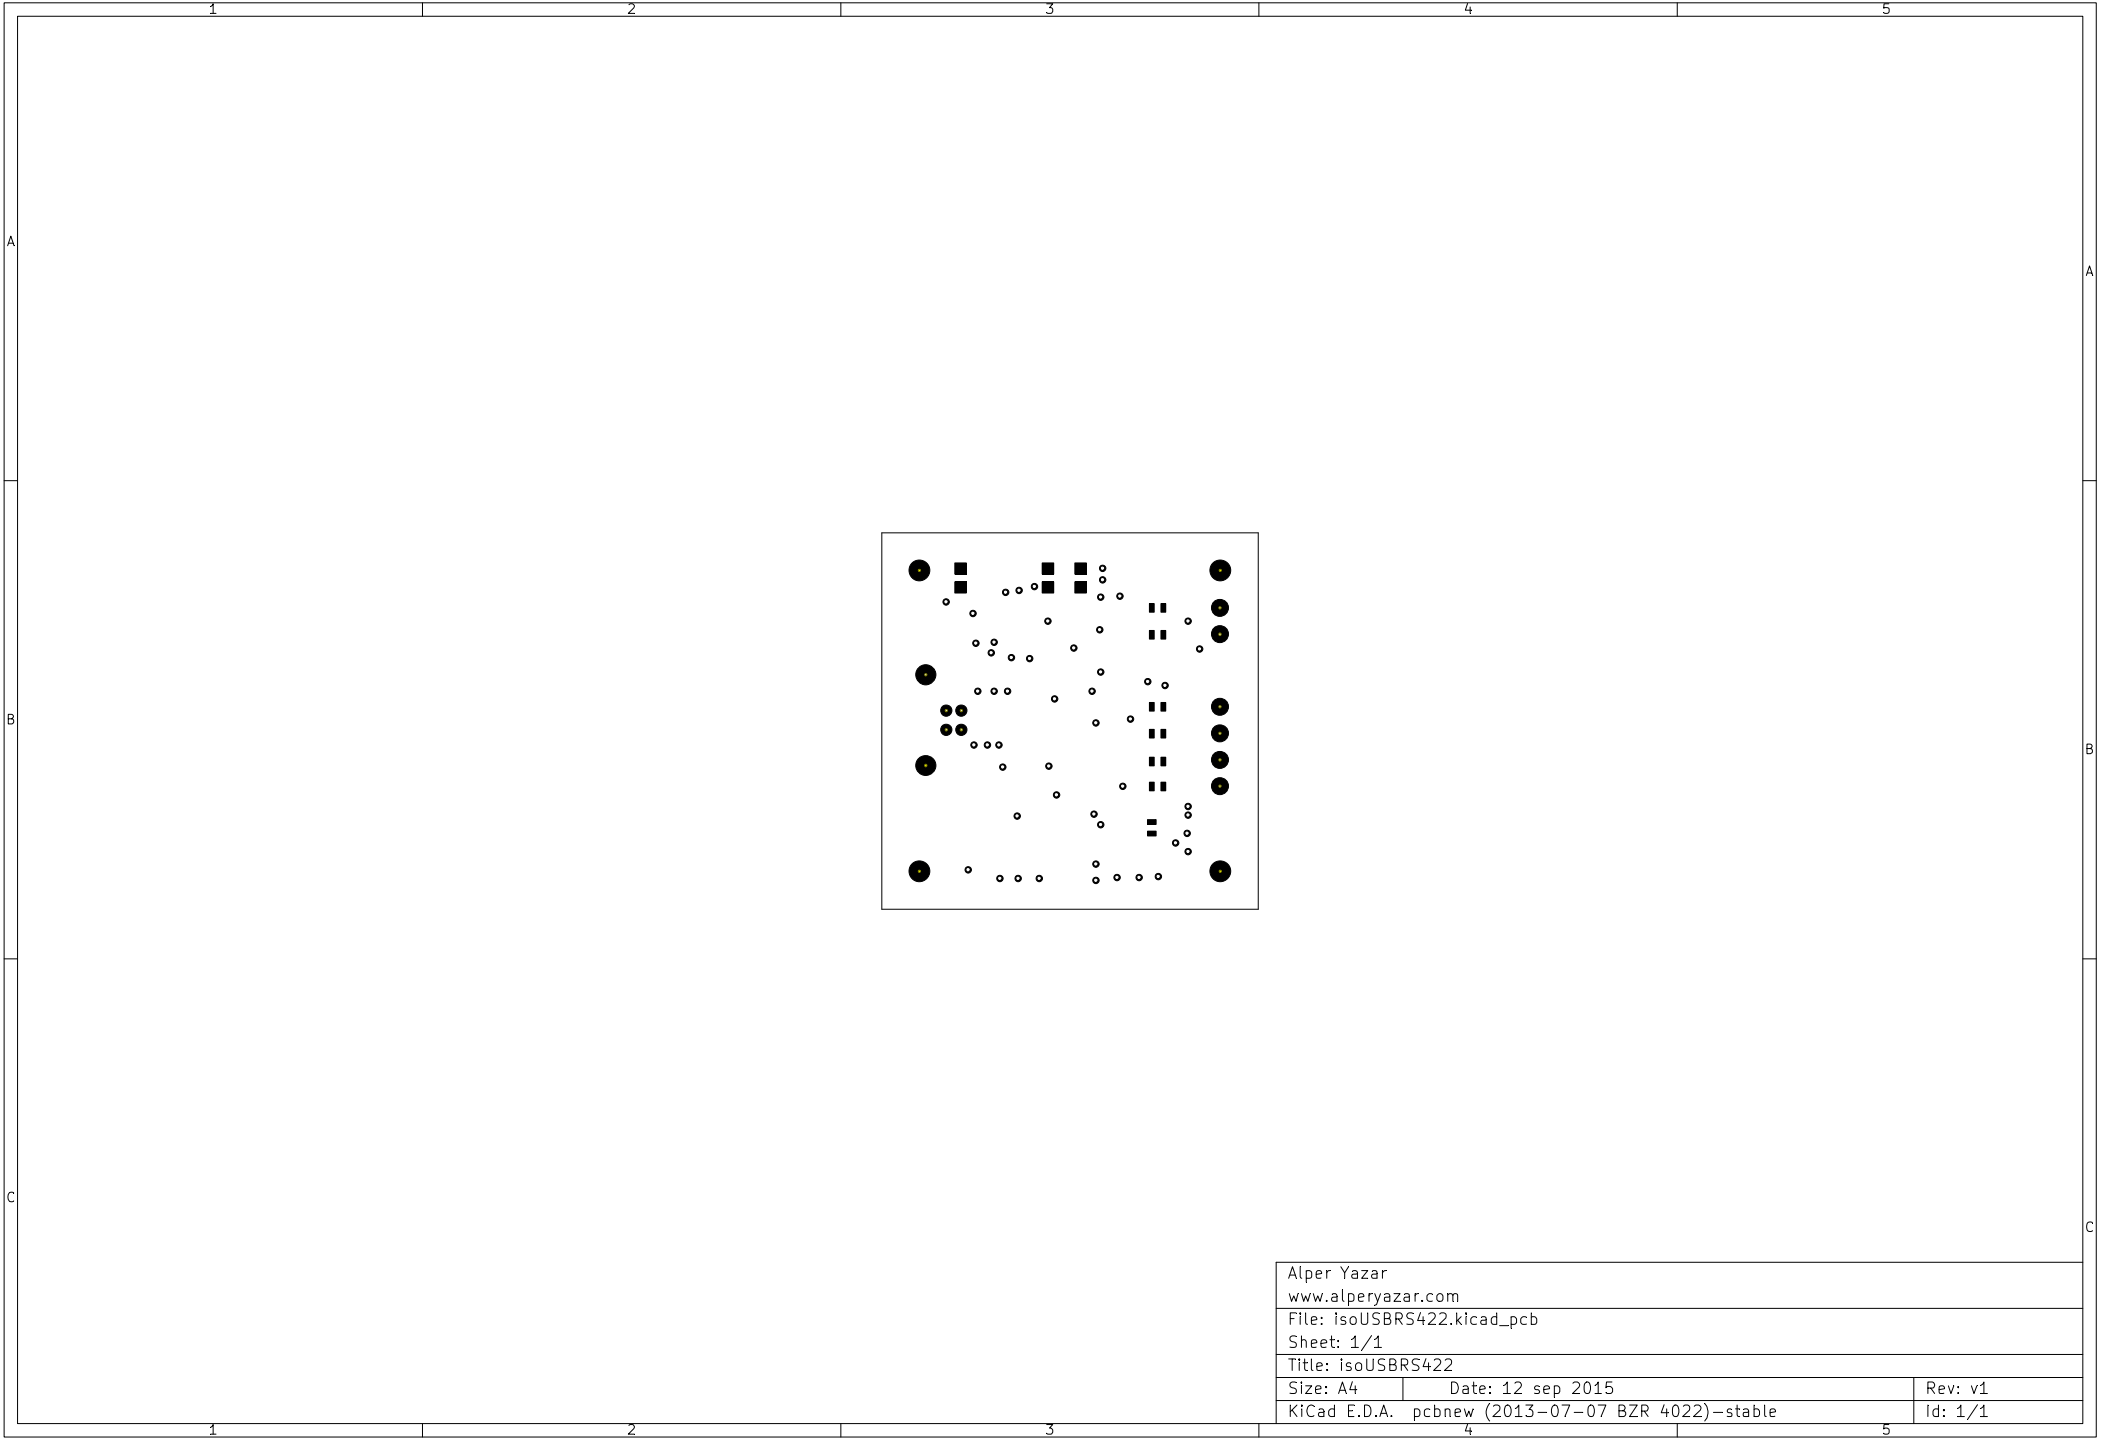 1 2 3 4 5
A A
B B
C C
Alper Yazar
www.alperyazar.com
File: isoUSBRS422.kicad_pcb
Sheet: 1/1
Title: isoUSBRS422
Size: A4 Date: 12 sep 2015 Rev: v1
KiCad E.D.A. pcbnew (2013-07-07 BZR 4022)-stable Id: 1/1
1 2 3 4 5